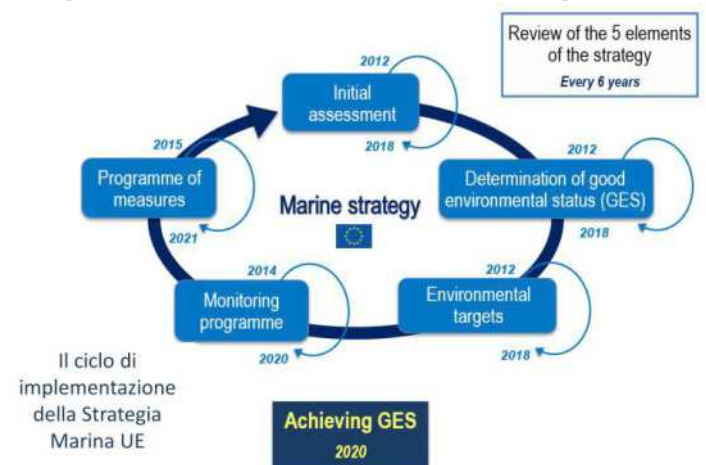 Review of the 5 elements
of the strategy
Every 6 years
2012
Initial
assessment
2018
2012
Determination of good
environmental status (GES)
2018
2012
Environmental
targets
2018
2014
Monitoring
programme
2020
2015
Programme of
measures
2021
Marine strategy
Il ciclo di
implementazione
della Strategia
Marina UE
Achieving GES
2020